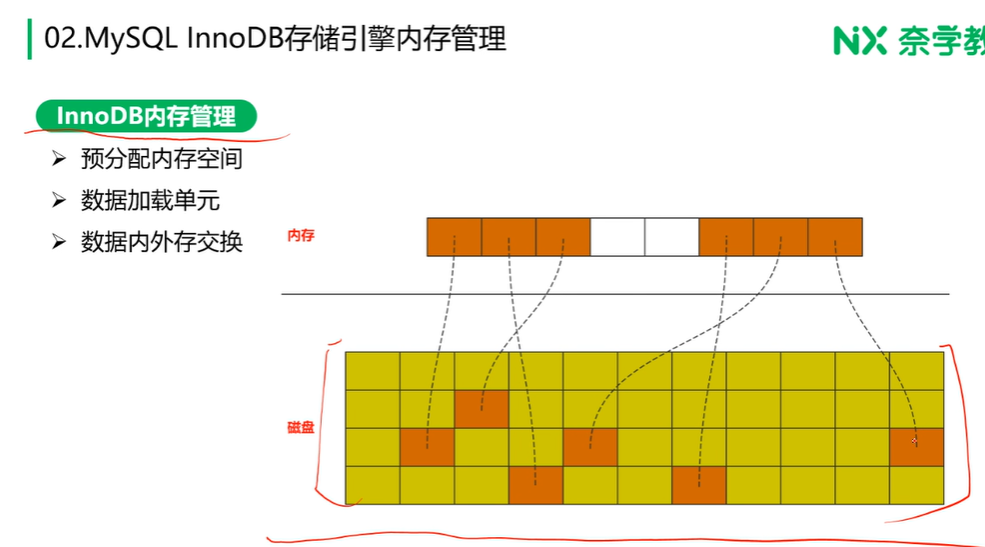 02.MySQL InnoDB存储引擎内存管理
NX 奈学教
InnoDB内存管理
预分配内存空间
数据加载单元
数据内外存交换
内存
磁盘